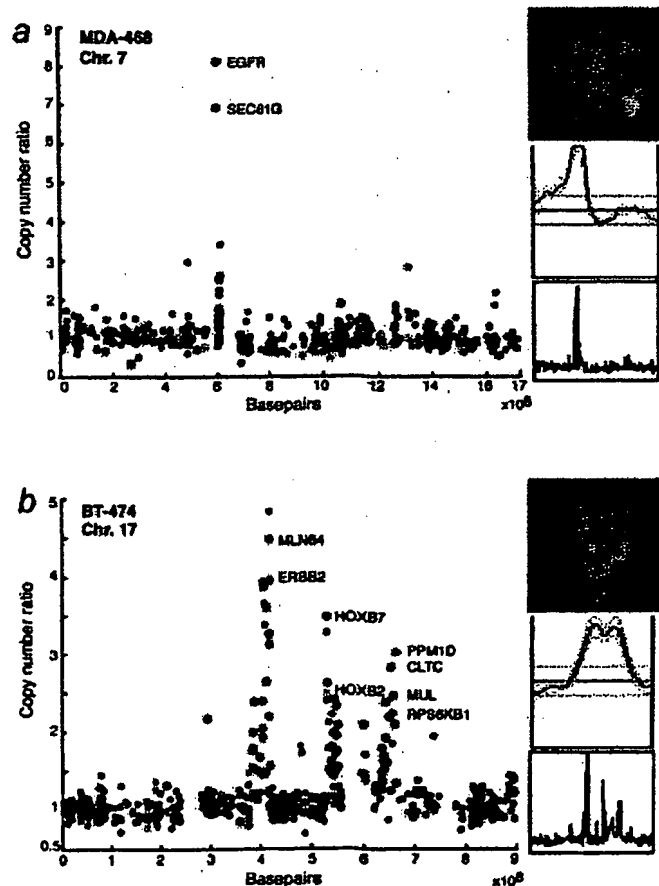 a
MDA-468
Chr. 7
Copy number ratio
9
8
7
6
5
4
3
2
1
0
EGFR
SEC61G
0 2 4 6 8 10 12 14 16 17
Basepairs
x10⁶
b
BT-474
Chr. 17
Copy number ratio
5
4
3
2
1
0.5
MLN64
ERBB2
HOXB7
PPM1D
CLTC
HOXB2
MUL
RPS6KB1
0 1 2 3 4 5 6 7 8 9
Basepairs
x10⁶